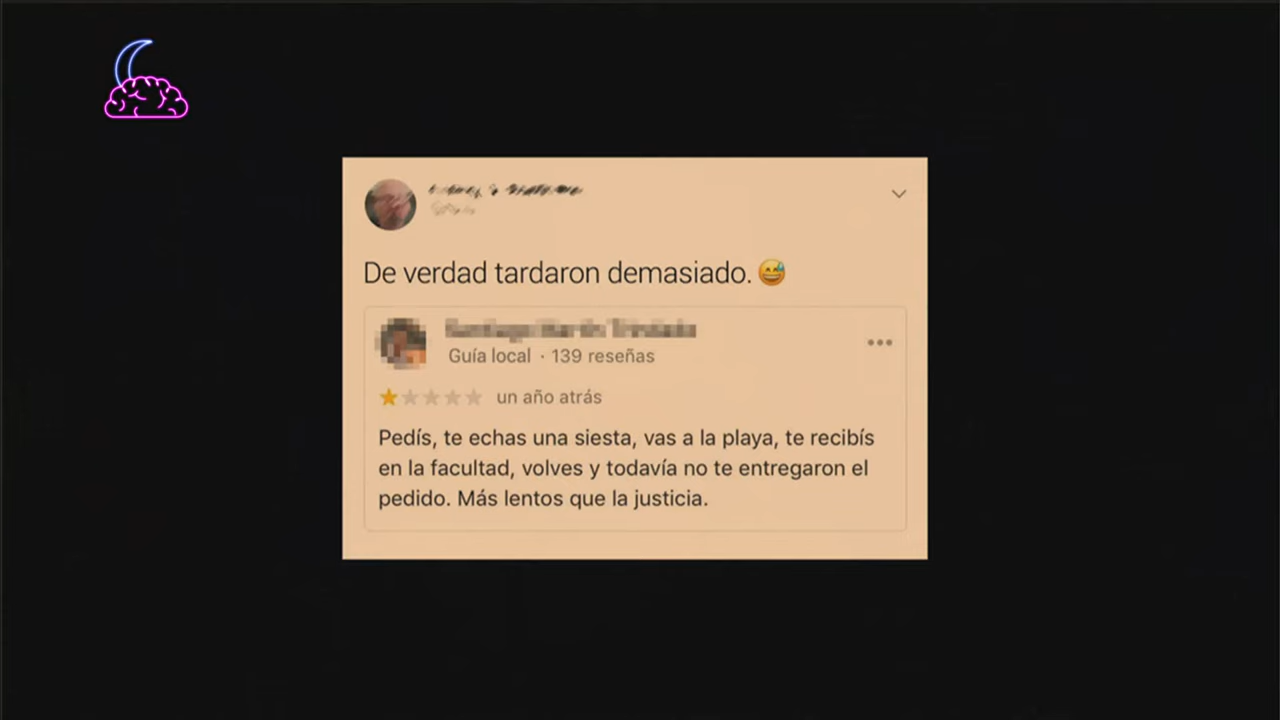 De verdad tardaron demasiado. 😅
Guía local · 139 reseñas
un año atrás
Pedís, te echas una siesta, vas a la playa, te recibís
en la facultad, volves y todavía no te entregaron el
pedido. Más lentos que la justicia.